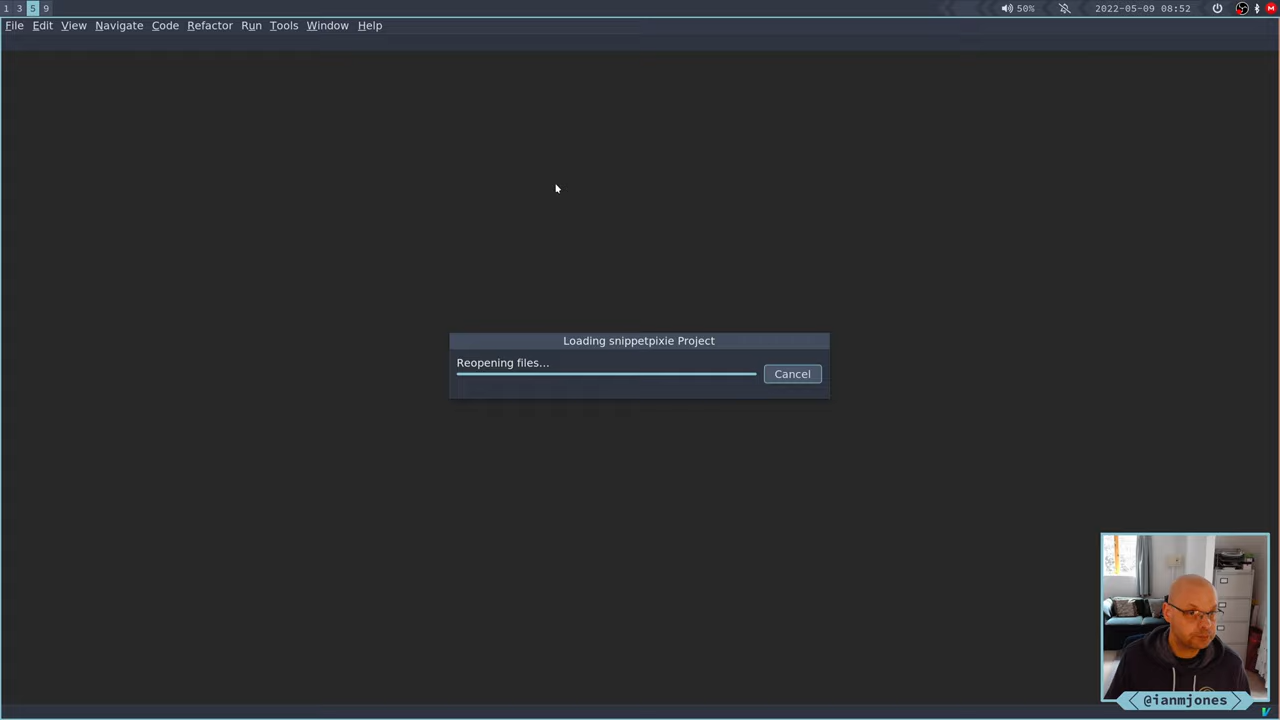 1 3 5 9
50%
2022-05-09 08:52
M
File Edit View Navigate Code Refactor Run Tools Window Help
Loading snippetpixie Project
Reopening files...
Cancel
@ianmjones